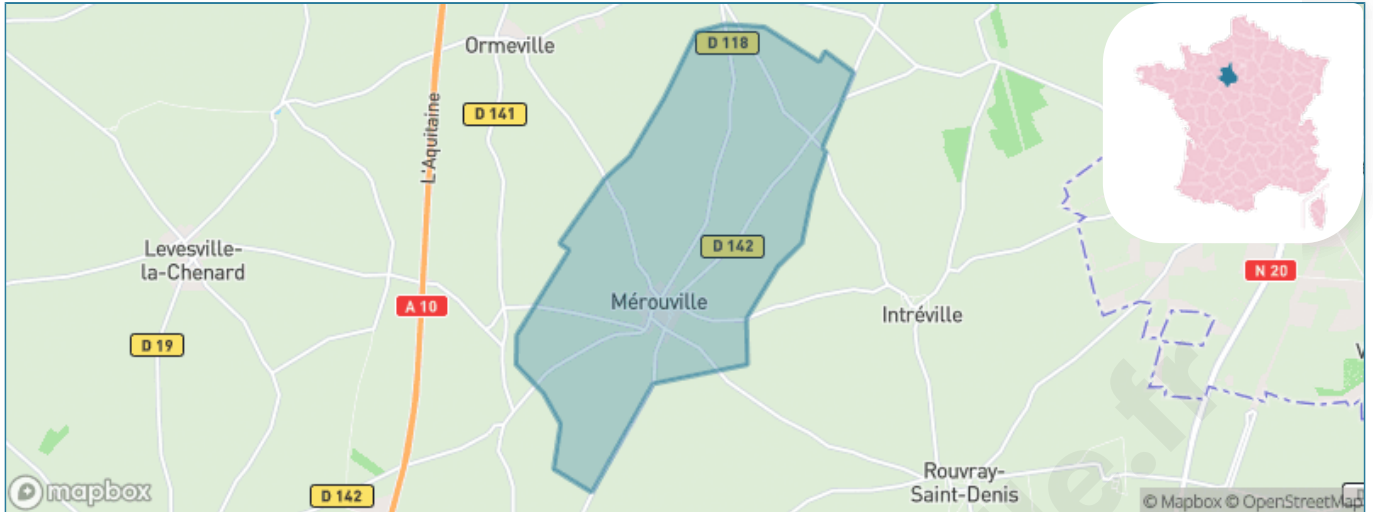 Ormeville
D 118
D 141
L'Aquitaine
Levesville-
la-Chenard
D 142
N 20
A 10
Mérouville
Intréville
D 19
Rouvray-
Saint-Denis
mapbox
D 142
© Mapbox © OpenStreetMap